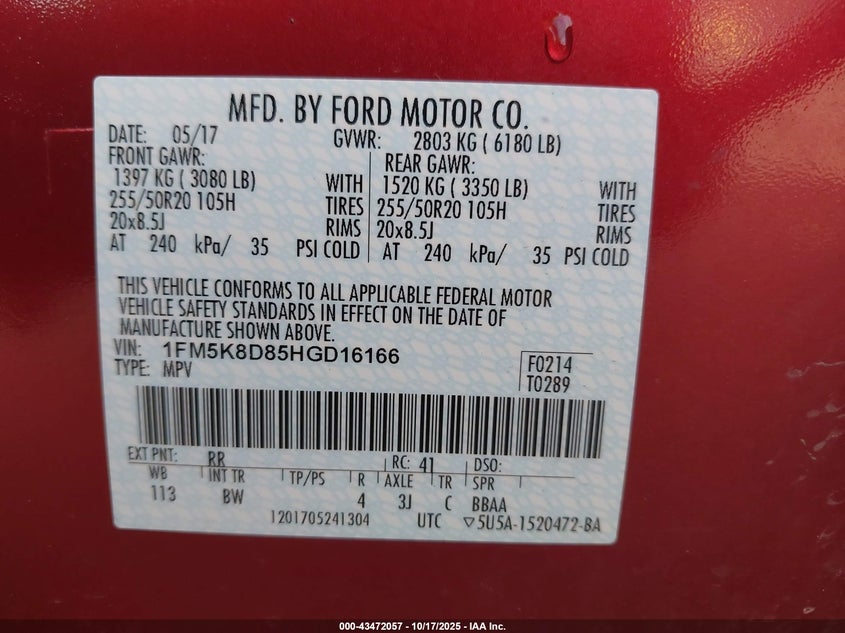 MFD. BY FORD MOTOR CO.
DATE: 05/17 GVWR: 2803 KG ( 6180 LB)
FRONT GAWR: REAR GAWR:
1397 KG ( 3080 LB) WITH 1520 KG ( 3350 LB) WITH
255/50R20 105H TIRES 255/50R20 105H TIRES
20x8.5J RIMS 20x8.5J RIMS
AT 240 kPa/ 35 PSI COLD AT 240 kPa/ 35 PSI COLD
THIS VEHICLE CONFORMS TO ALL APPLICABLE FEDERAL MOTOR
VEHICLE SAFETY STANDARDS IN EFFECT ON THE DATE OF
MANUFACTURE SHOWN ABOVE.
VIN: 1FM5K8D85HGD16166 F0214
TYPE: MPV T0289
EXT PNT: RR RC: 41 DSO:
WB INT TR TP/PS R AXLE TR SPR
113 BW 4 3J C BBAA
1201705241304 UTC ▽5U5A-1520472-BA
000-43472057 - 10/17/2025 - IAA Inc.